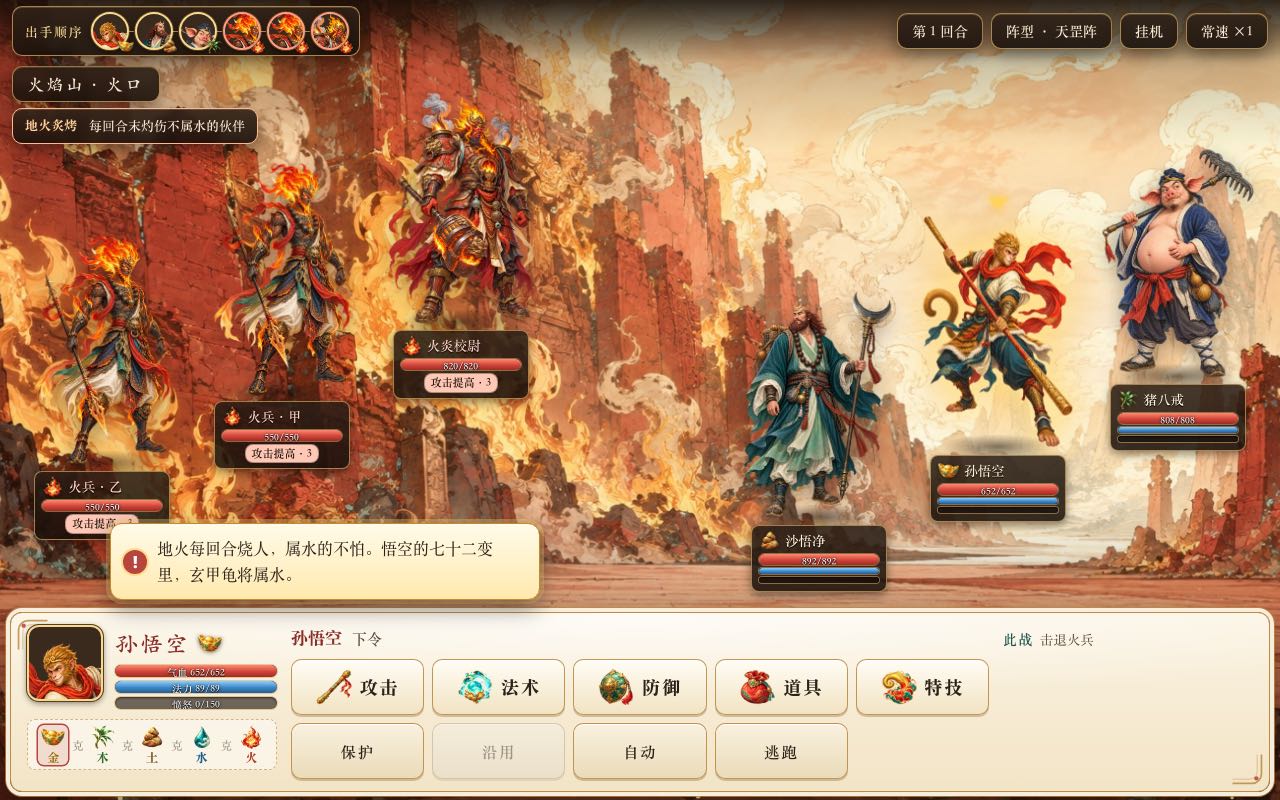 出手顺序
第1回合
阵型 · 天罡阵
挂机
常速 ×1
火焰山 · 火口
地火炙烤 每回合末灼伤不属水的伙伴
火炎校尉
820/820
攻击提高 · 3
火兵 · 甲
550/550
攻击提高 · 3
火兵 · 乙
550/550
攻击提高 · 3
猪八戒
808/808
孙悟空
652/652
沙悟净
892/892
地火每回合烧人，属水的不怕。悟空的七十二变
里，玄甲龟将属水。
孙悟空
气血 652/652
法力 89/89
愤怒 0/150
金 克 木 克 土 克 水 克 火
孙悟空 下令
攻击 法术 防御 道具 特技
保护 沿用 自动 逃跑
此战 击退火兵